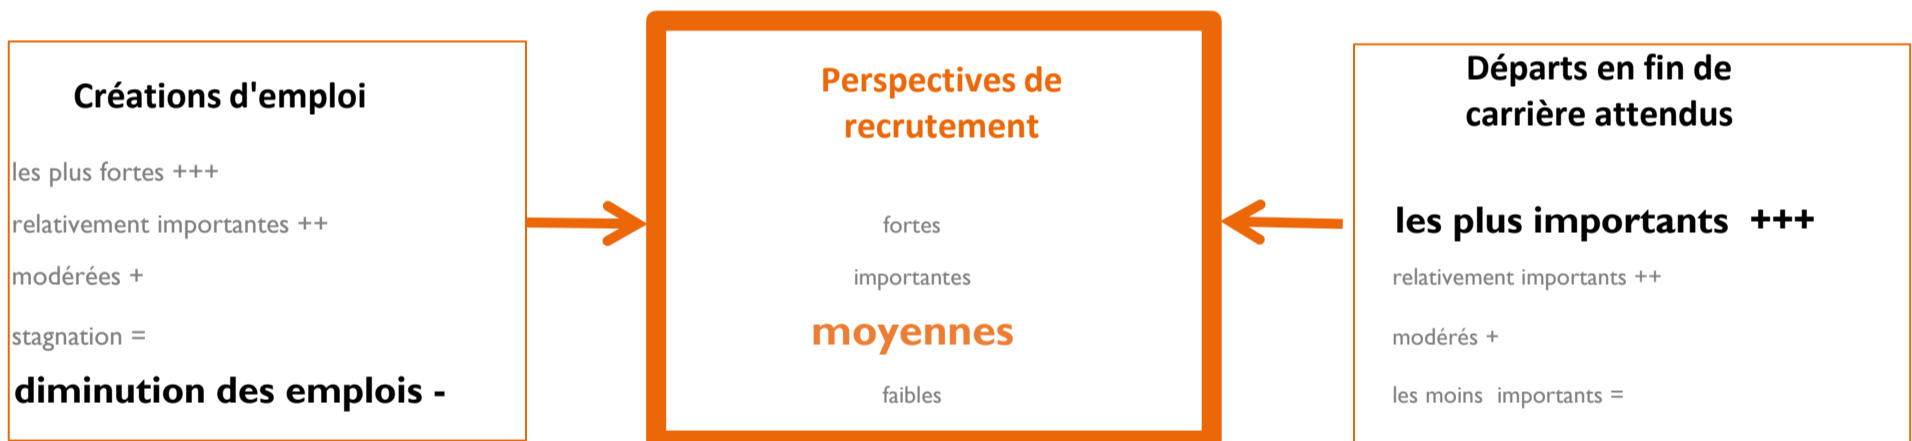 Créations d'emploi
les plus fortes +++
relativement importantes ++
modérées +
stagnation =
diminution des emplois -
Perspectives de
recrutement
fortes
importantes
moyennes
faibles
Départs en fin de
carrière attendus
les plus importants +++
relativement importants ++
modérés +
les moins importants =